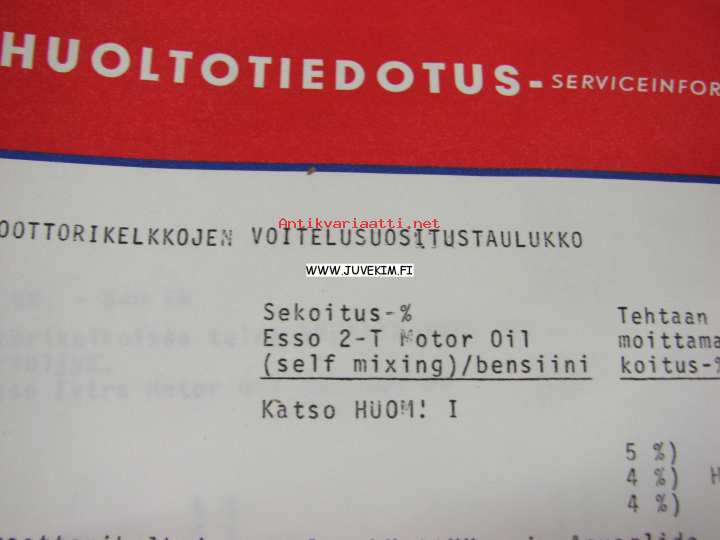 HUOLTOTIEDOTUS- SERVICEINFOR
Antikvariaatti.net
OOTTORIKELKKOJEN VOITELUSUOSITUSTAULUKKO
WWW.JUVEKIM.FI
Sekoitus-% Tehtaan
Esso 2-T Motor Oil moittama
(self mixing)/bensiini koitus-%
Katso HUOM! I
5 %)
4 %) H
4 %)